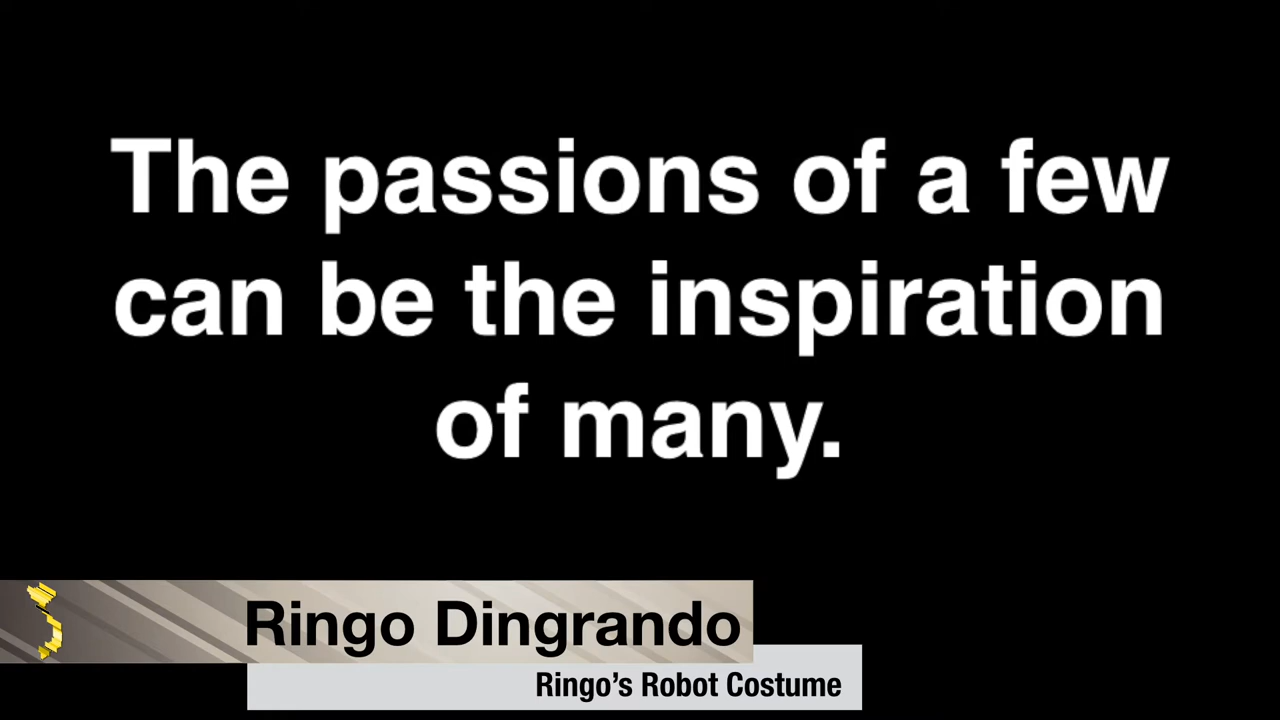 The passions of a few
can be the inspiration
of many.
Ringo Dingrando
Ringo’s Robot Costume